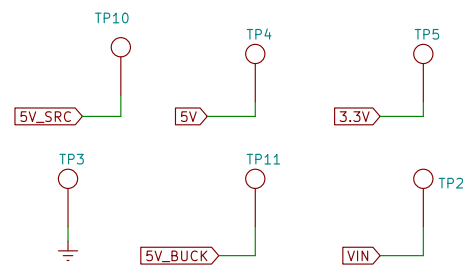 TP10
TP4
TP5
5V_SRC
5V
3.3V
TP3
TP11
TP2
5V_BUCK
VIN